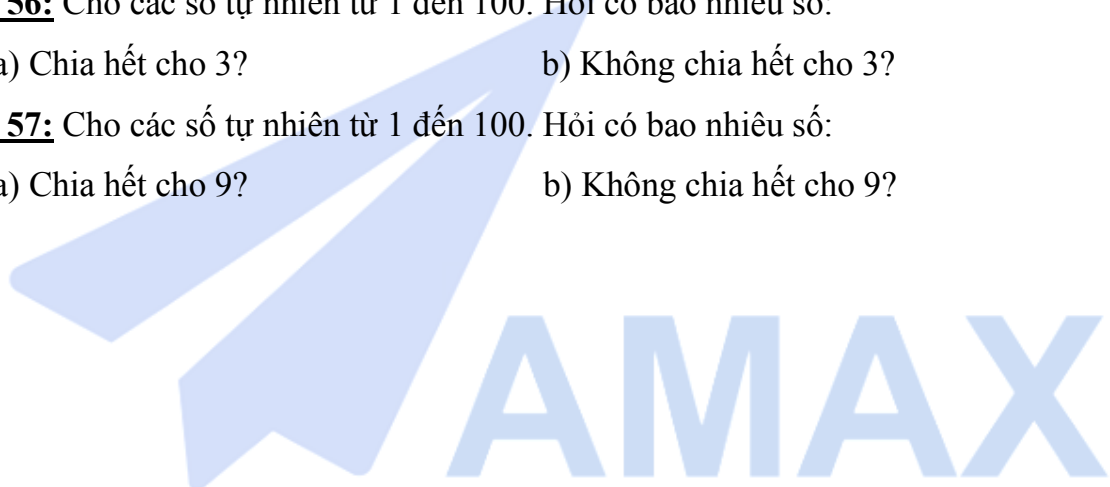 56: Cho các số tự nhiên từ 1 đến 100. Hỏi có bao nhiêu số:
a) Chia hết cho 3? b) Không chia hết cho 3?
57: Cho các số tự nhiên từ 1 đến 100. Hỏi có bao nhiêu số:
a) Chia hết cho 9? b) Không chia hết cho 9?
AMAX